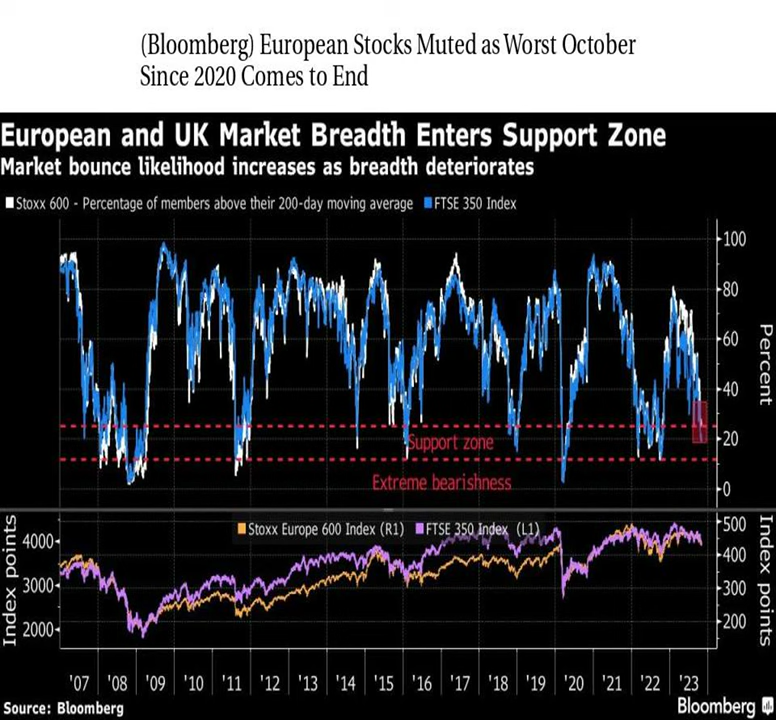 (Bloomberg) European Stocks Muted as Worst October
Since 2020 Comes to End
European and UK Market Breadth Enters Support Zone
Market bounce likelihood increases as breadth deteriorates
Stoxx 600 - Percentage of members above their 200-day moving average FTSE 350 Index
100
80
60
40
20
0
Percent
Support zone
Extreme bearishness
Stoxx Europe 600 Index (R1) FTSE 350 Index (L1)
Index points
4000
3000
2000
500
400
300
200
Index points
'07 '08 '09 '10 '11 '12 '13 '14 '15 '16 '17 '18 '19 '20 '21 '22 '23
Source: Bloomberg
Bloomberg